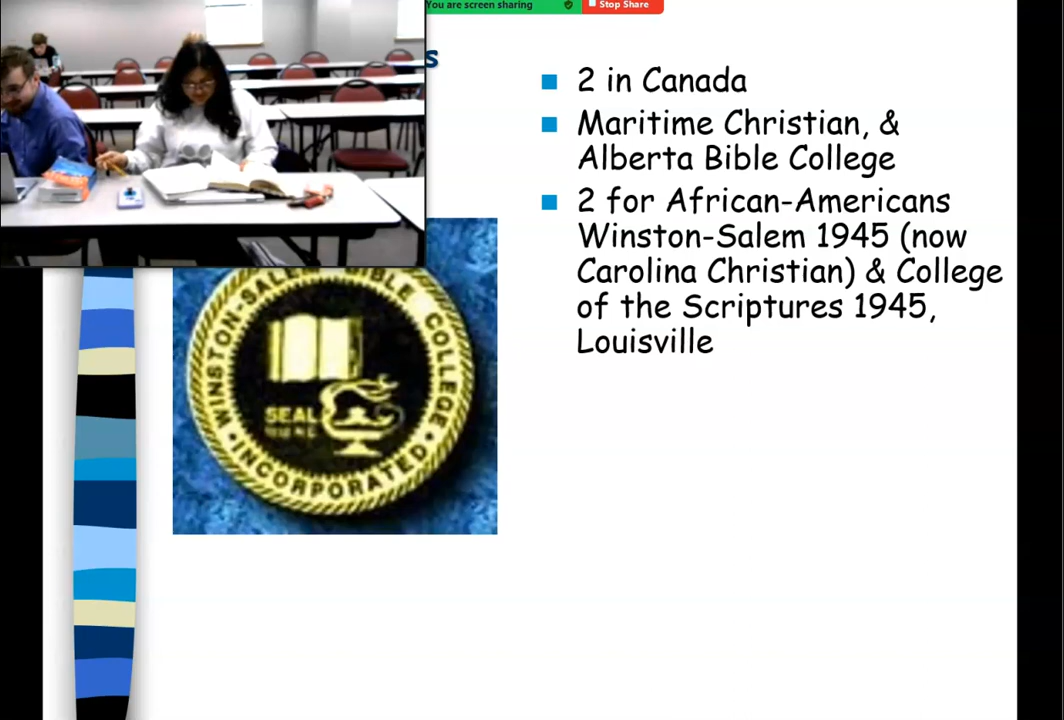 You are screen sharing
Stop Share
s
2 in Canada
Maritime Christian, &
Alberta Bible College
2 for African-Americans
Winston-Salem 1945 (now
Carolina Christian) & College
of the Scriptures 1945,
Louisville
WINSTON-SALEM BIBLE COLLEGE
SEAL
INCORPORATED